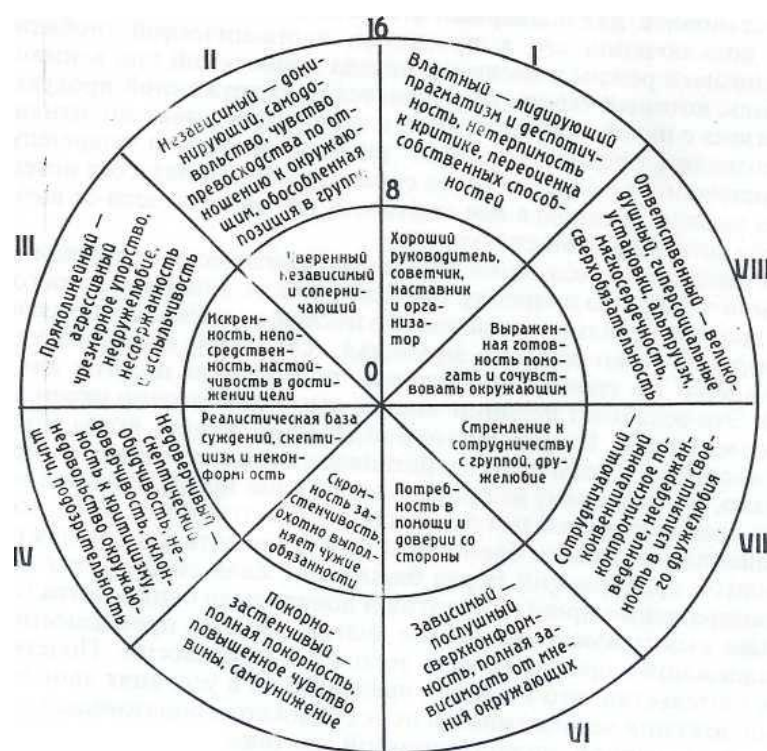 16
II
I
Независимый — доми-
нирующий, самодо-
вольство, чувство
превосходства по от-
ношению к окружаю-
щим, обособленная
позиция в группе
Властный — лидирующий
прагматизм и деспотич-
ность, нетерпимость
к критике, переоценка
собственных способ-
ностей
8
III
Прямолинейный —
агрессивный
чрезмерное упорство,
недружелюбие,
несдержанность
и вспыльчивость
Уверенный
независимый
и соперни-
чающий
Хороший
руководитель,
советчик,
наставник
и орга-
низа-
тор
Ответственный — велико-
душный, гиперсоциальные
установки, альтруизм
мягкосердечность,
сверхобязательность
VIII
Искрен-
ность, непо-
средствен-
ность, настой-
чивость в дости-
жении цели
Выражен-
ная готов-
ность помо-
гать и сочувст-
вовать окружающим
0
Реалистическая база
суждений, скепти-
цизм и некон-
формность
Стремление к
сотрудничеству
с группой, дру-
желюбие
IV
Недоверчивый —
скептический
Обидчивость, не-
доверчивость, склон-
ность к критицизму,
недовольство окружаю-
щими, подозрительность
Скром-
ность за-
стенчивость,
охотно выпол-
няет чужие
обязанности
Потреб-
ность в
помощи и
доверии со
стороны
Сотрудничающий —
конвенциальный
компромиссное по-
ведение, несдержан-
ность в излиянии свое-
го дружелюбия
VII
Покорно-
застенчивый —
полная покорность,
повышенное чувство
вины, самоунижение
Зависимый —
послушный
сверхконформ-
ность, полная за-
висимость от мне-
ния окружающих
VI